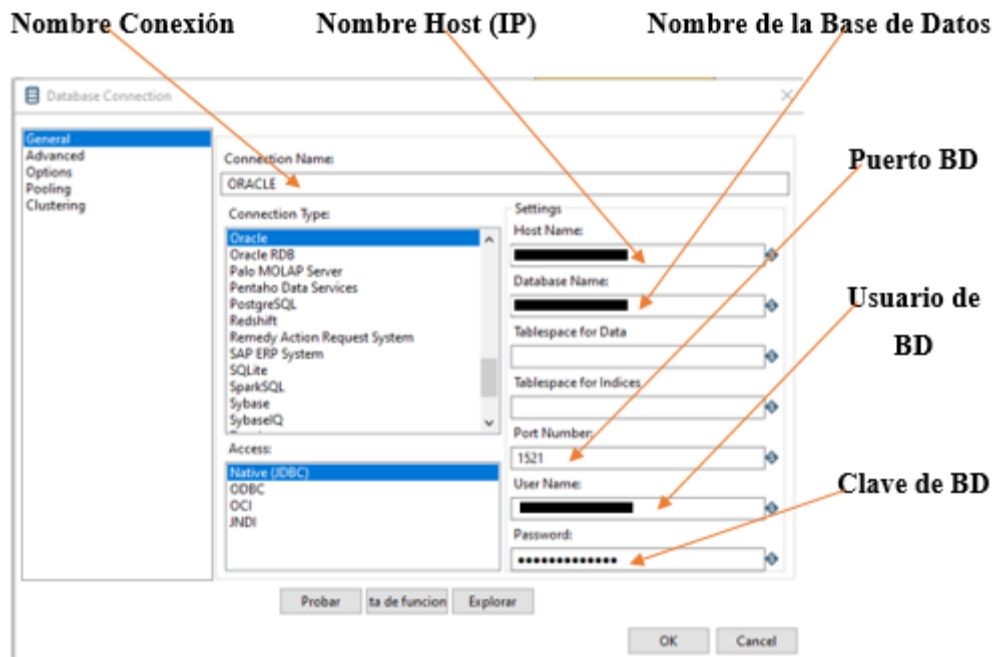 Nombre Conexión
Nombre Host (IP)
Nombre de la Base de Datos
Database Connection
General
Advanced
Options
Pooling
Clustering
Connection Name:
ORACLE
Connection Type:
Oracle
Oracle RDB
Palo MOLAP Server
Pentaho Data Services
PostgreSQL
Redshift
Remedy Action Request System
SAP ERP System
SQLite
SparkSQL
Sybase
SybaseIQ
Access:
Native (JDBC)
ODBC
OCI
JNDI
Settings
Host Name:
Database Name:
Tablespace for Data
Tablespace for Indices
Port Number:
1521
User Name:
Password:
Puerto BD
Usuario de
BD
Clave de BD
Probar
ta de funcion
Explorar
OK
Cancel